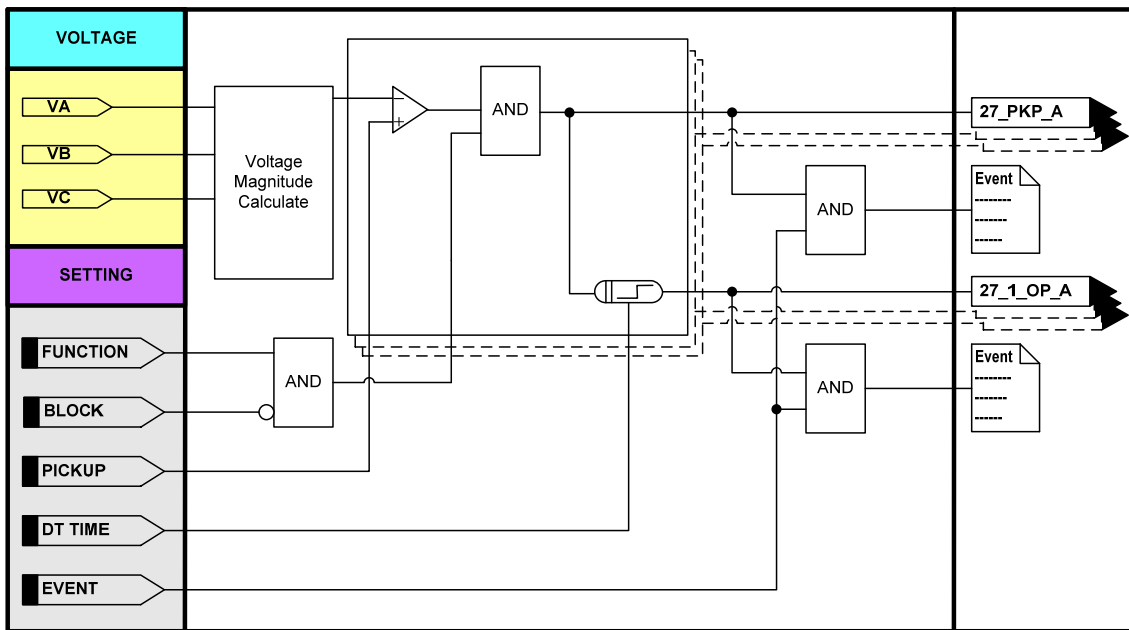 VOLTAGE
VA
VB
VC
SETTING
FUNCTION
BLOCK
PICKUP
DT TIME
EVENT
Voltage
Magnitude
Calculate
AND
AND
AND
AND
27_PKP_A
Event
27_1_OP_A
Event